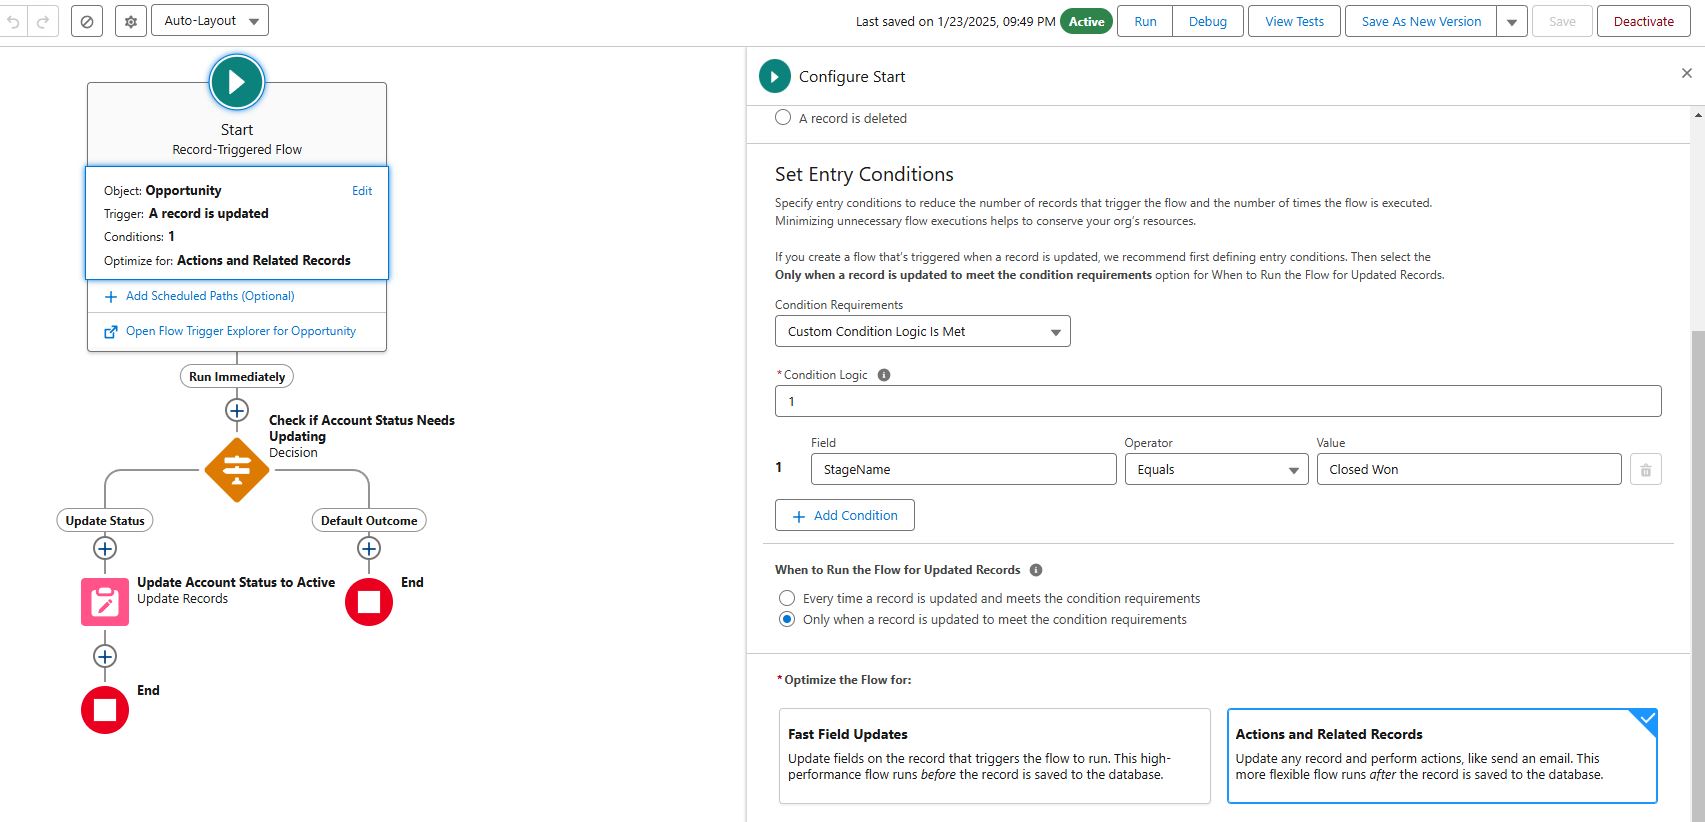 Auto-Layout
Last saved on 1/23/2025, 09:49 PM
Active
Run
Debug
View Tests
Save As New Version
Save
Deactivate
Start
Record-Triggered Flow
Object: Opportunity
Edit
Trigger: A record is updated
Conditions: 1
Optimize for: Actions and Related Records
Add Scheduled Paths (Optional)
Open Flow Trigger Explorer for Opportunity
Run Immediately
Check if Account Status Needs
Updating
Decision
Update Status
Default Outcome
Update Account Status to Active
Update Records
End
End
Configure Start
A record is deleted
Set Entry Conditions
Specify entry conditions to reduce the number of records that trigger the flow and the number of times the flow is executed.
Minimizing unnecessary flow executions helps to conserve your org's resources.
If you create a flow that's triggered when a record is updated, we recommend first defining entry conditions. Then select the
Only when a record is updated to meet the condition requirements option for When to Run the Flow for Updated Records.
Condition Requirements
Custom Condition Logic Is Met
*Condition Logic
1
Field
Operator
Value
1
StageName
Equals
Closed Won
Add Condition
When to Run the Flow for Updated Records
Every time a record is updated and meets the condition requirements
Only when a record is updated to meet the condition requirements
*Optimize the Flow for:
Fast Field Updates
Update fields on the record that triggers the flow to run. This high-
performance flow runs before the record is saved to the database.
Actions and Related Records
Update any record and perform actions, like send an email. This
more flexible flow runs after the record is saved to the database.